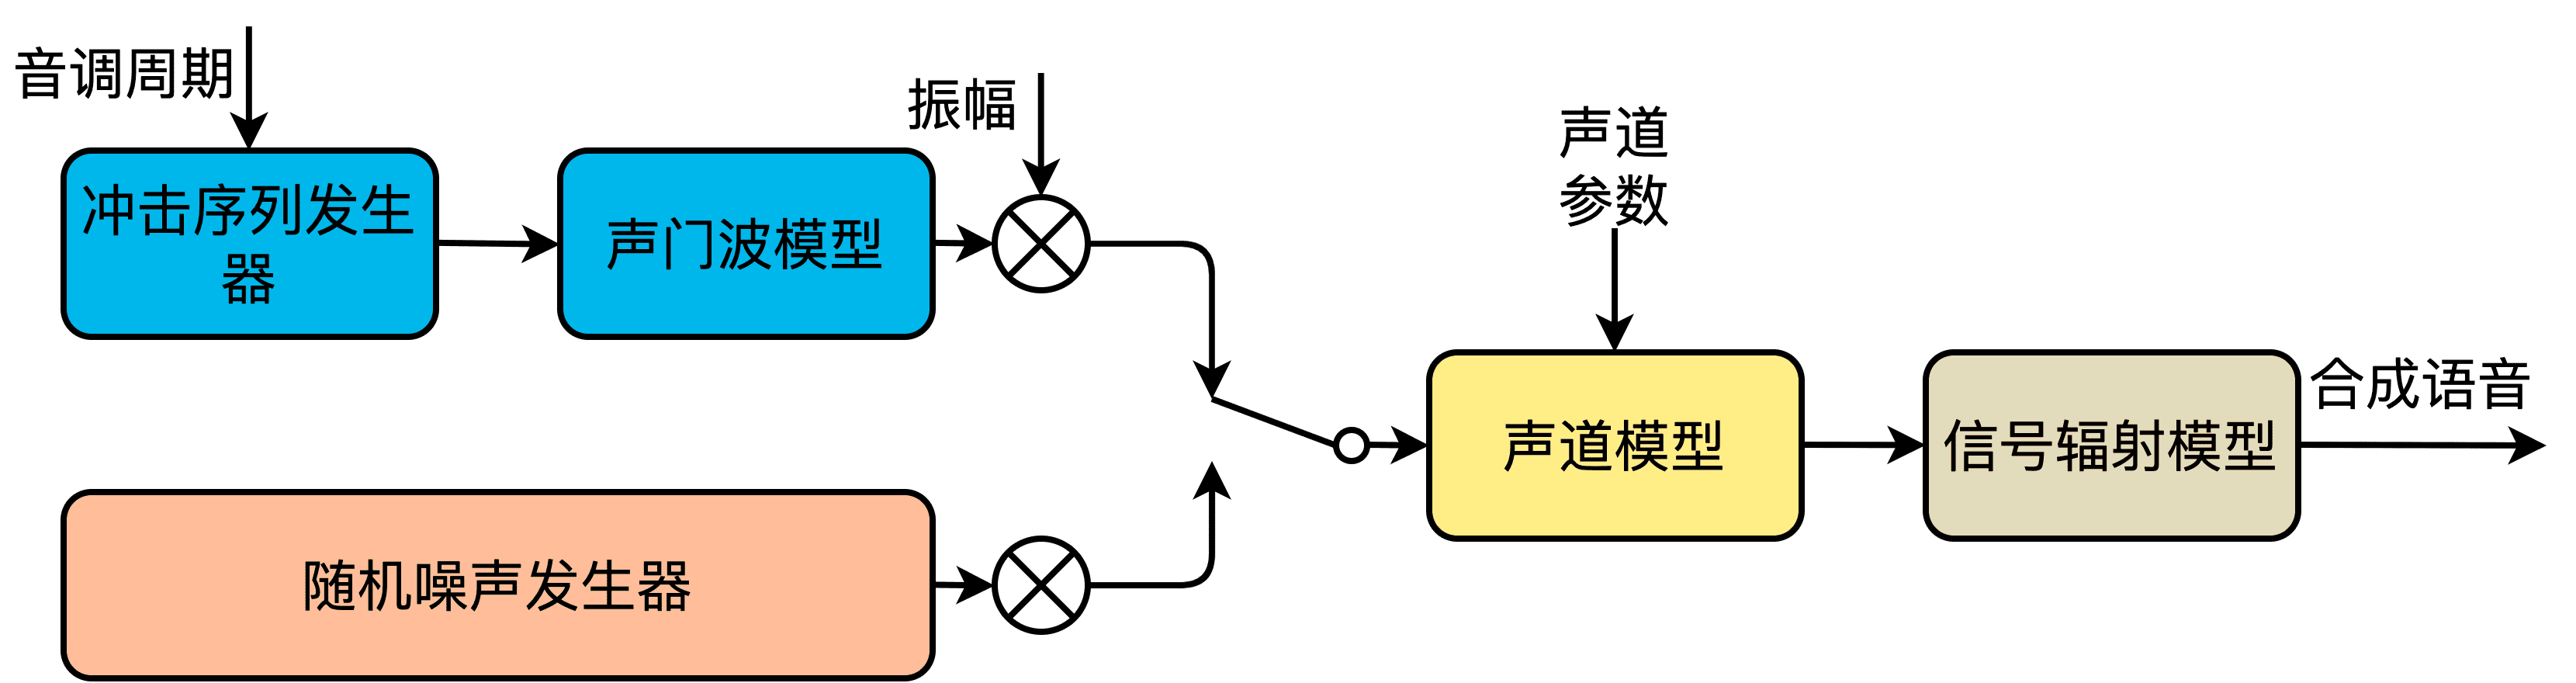 音调周期
振幅
声道
参数
冲击序列发生
器
声门波模型
声道模型
信号辐射模型
合成语音
随机噪声发生器